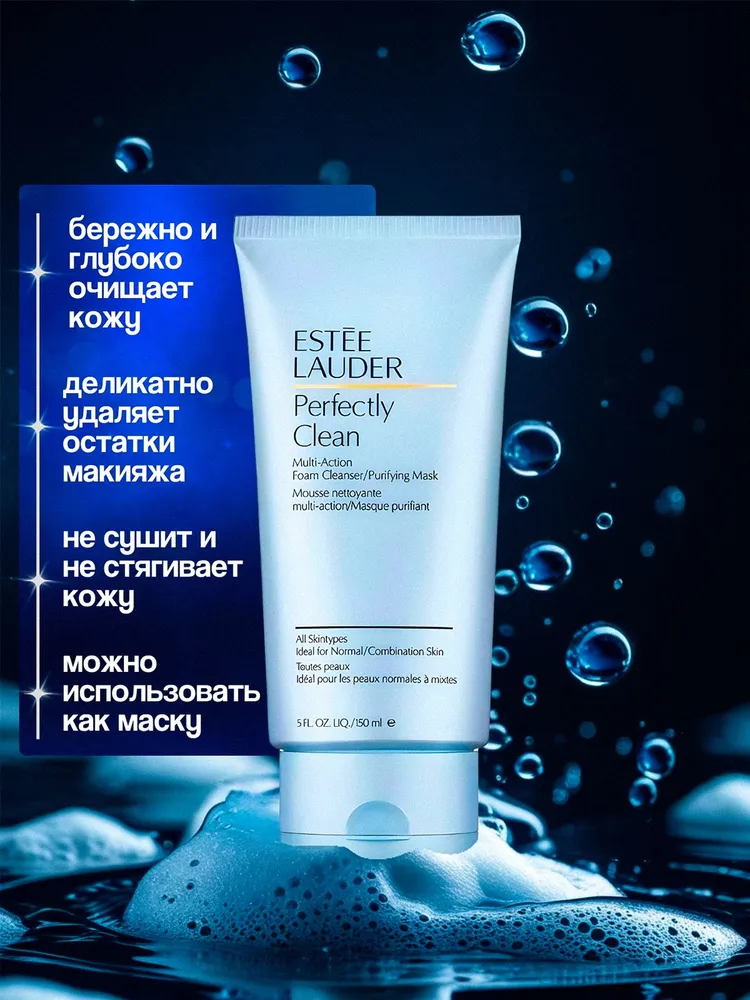 бережно и
глубоко
очищает
кожу
деликатно
удаляет
остатки
макияжа
не сушит и
не стягивает
кожу
можно
использовать
как маску
ESTĒE
LAUDER
Perfectly
Clean
Multi-Action
Foam Cleanser/Purifying Mask
Mousse nettoyante
multi-action/Masque purifiant
All Skintypes
Ideal for Normal/Combination Skin
Toutes peaux
Idéal pour les peaux normales à mixtes
5 FL. OZ. LIQ./150 ml e